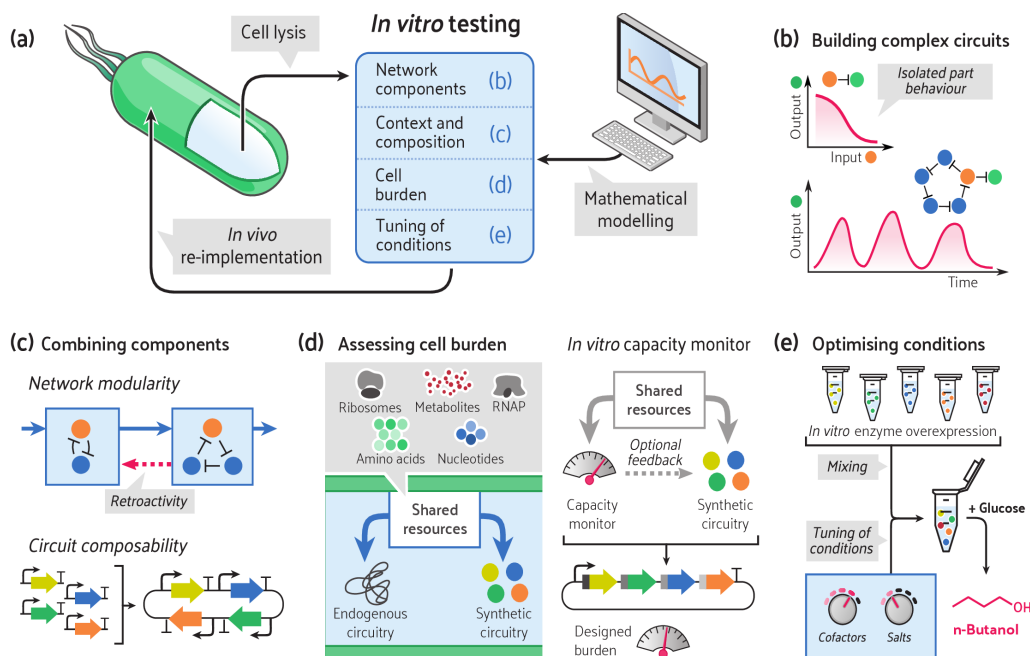 (a)
Cell lysis
In vitro testing
Network
components
(b)
Context and
composition
(c)
Cell
burden
(d)
Tuning of
conditions
(e)
Mathematical
modelling
In vivo
re-implementation
(b) Building complex circuits
Isolated part
behaviour
Output
Input
Output
Time
(c) Combining components
Network modularity
Retroactivity
Circuit composability
(d) Assessing cell burden
Ribosomes
Metabolites
RNAP
Amino acids
Nucleotides
Shared
resources
Endogenous
circuitry
Synthetic
circuitry
In vitro capacity monitor
Shared
resources
Optional
feedback
Capacity
monitor
Synthetic
circuitry
Designed
burden
(e) Optimising conditions
In vitro enzyme overexpression
Mixing
+ Glucose
Tuning of
conditions
Cofactors
Salts
OH
n-Butanol